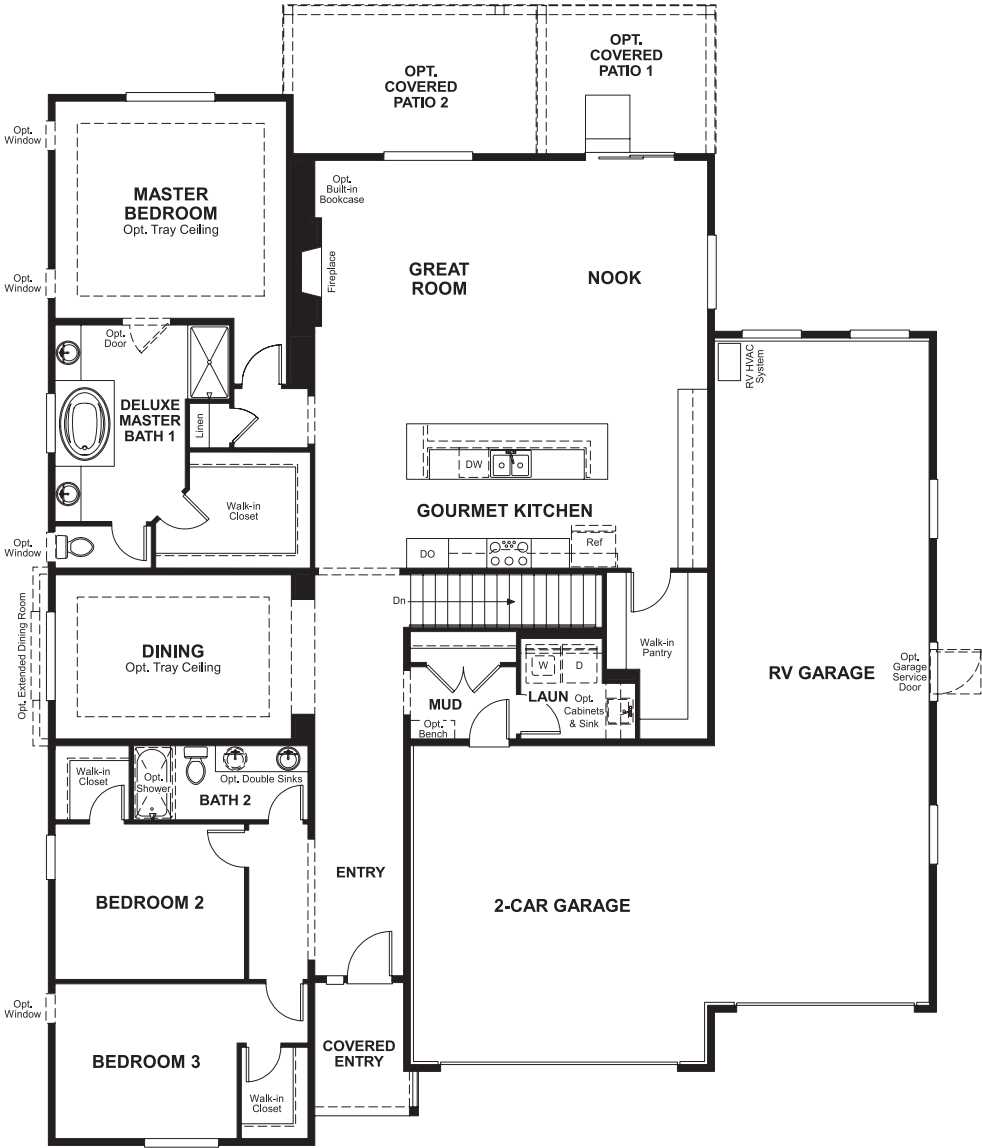 OPT.
COVERED
PATIO 1
OPT.
COVERED
PATIO 2
Opt.
Window
Opt.
Built-in
Bookcase
MASTER
BEDROOM
Opt. Tray Ceiling
Fireplace
GREAT
ROOM
NOOK
Opt.
Window
Opt.
Door
RV HVAC
System
DELUXE
MASTER
BATH 1
Linen
DW
Walk-in
Closet
GOURMET KITCHEN
Opt.
Window
DO
Ref
Dn
Opt. Extended Dining Room
DINING
Opt. Tray Ceiling
Walk-in
Pantry
W
D
MUD
LAUN
Opt.
Cabinets
& Sink
Opt.
Bench
RV GARAGE
Opt.
Garage
Service
Door
Walk-in
Closet
Opt.
Shower
Opt. Double Sinks
BATH 2
ENTRY
BEDROOM 2
2-CAR GARAGE
Opt.
Window
BEDROOM 3
COVERED
ENTRY
Walk-in
Closet